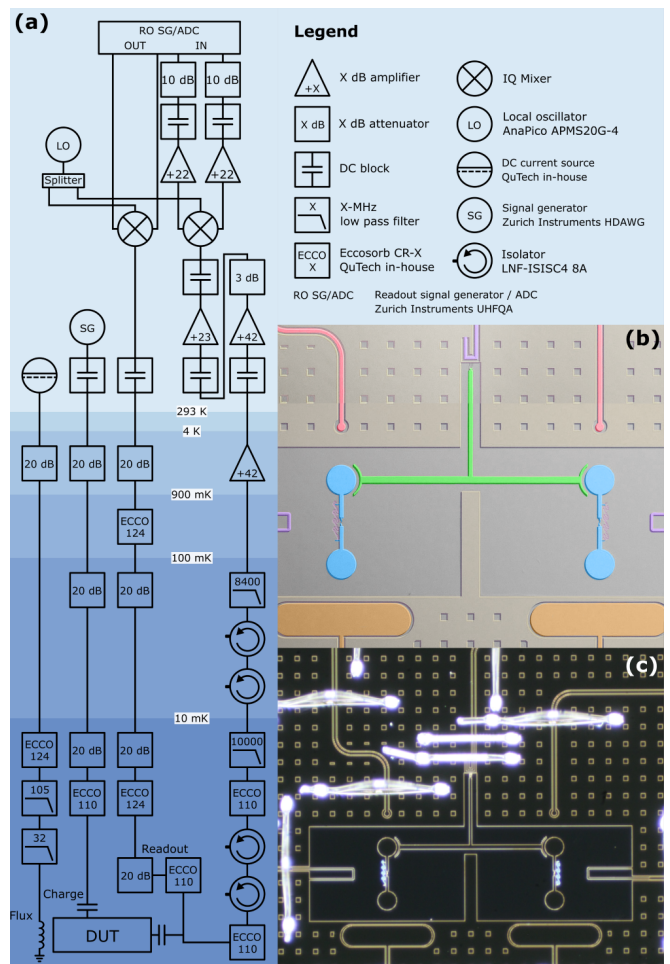 (a)
RO SG/ADC
OUT IN
10 dB
10 dB
LO
+22
+22
Splitter
3 dB
SG
+23
+42
293 K
4 K
20 dB
20 dB
20 dB
+42
900 mK
ECCO
124
100 mK
20 dB
20 dB
8400
10 mK
ECCO
124
20 dB
20 dB
10000
105
ECCO
110
ECCO
124
ECCO
110
32
Readout
20 dB
ECCO
110
Charge
Flux
DUT
ECCO
110
Legend
+X
X dB amplifier
IQ Mixer
X dB
X dB attenuator
LO
Local oscillator
AnaPico APMS20G-4
DC block
DC current source
QuTech in-house
X
X-MHz
low pass filter
SG
Signal generator
Zurich Instruments HDAWG
ECCO
X
Eccosorb CR-X
QuTech in-house
Isolator
LNF-ISISC4 8A
RO SG/ADC
Readout signal generator / ADC
Zurich Instruments UHFQA
(b)
(c)